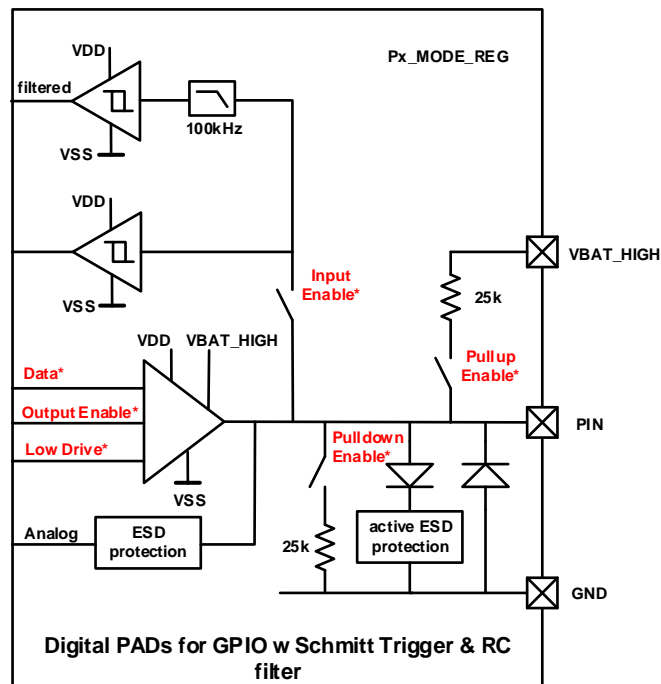 VDD
Px_MODE_REG
filtered
100kHz
VSS
VDD
VBAT_HIGH
Input
Enable*
25k
VSS
VDD
VBAT_HIGH
Pullup
Enable*
Data*
Output Enable*
PIN
Pulldown
Enable*
Low Drive*
VSS
Analog
ESD
protection
25k
active ESD
protection
GND
Digital PADs for GPIO w Schmitt Trigger & RC
filter